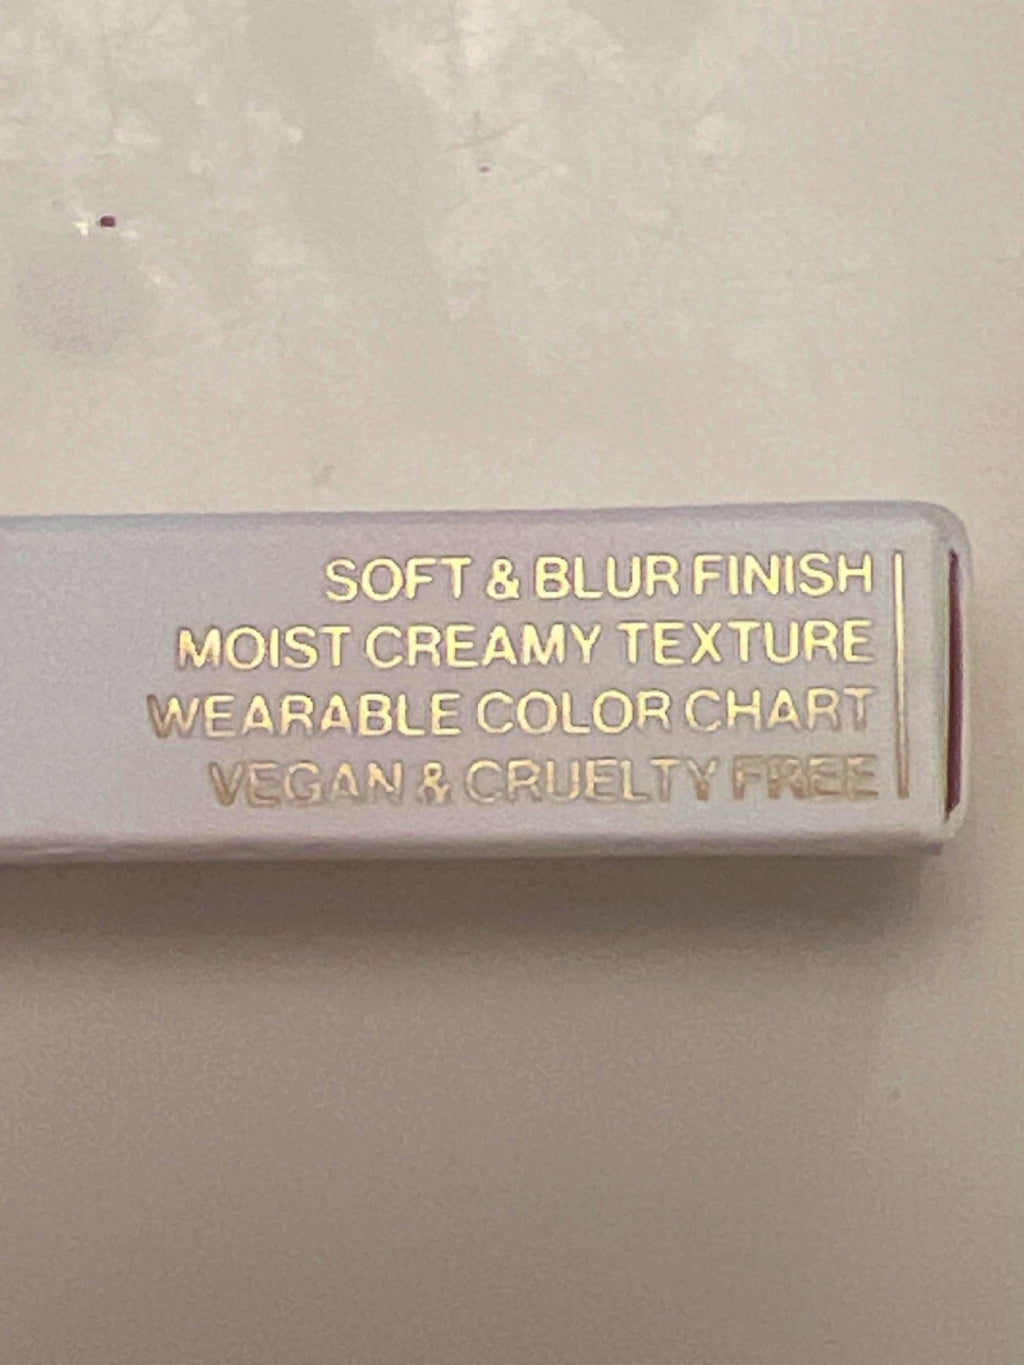 SOFT & BLUR FINISH
MOIST CREAMY TEXTURE
WEARABLE COLOR CHART
VEGAN & CRUELTY FREE